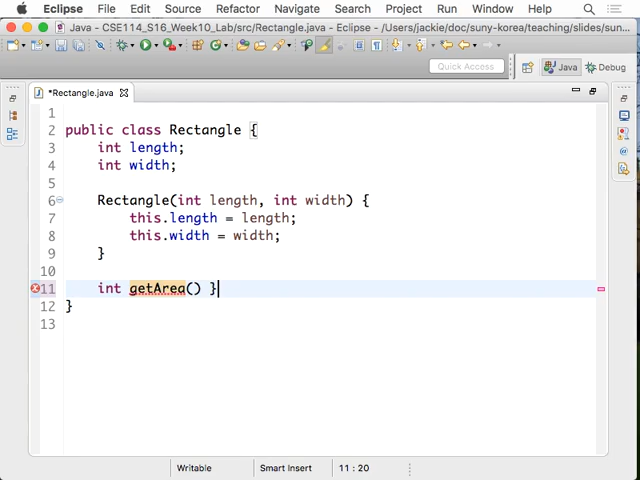 Eclipse File Edit Source Refactor Navigate Search Project Run Window Help
Java - CSE114_S16_Week10_Lab/src/Rectangle.java - Eclipse - /Users/jackie/doc/suny-korea/teaching/slides/sun...
Quick Access
Java
Debug
*Rectangle.java
1
2 public class Rectangle {
3 int length;
4 int width;
5
6 Rectangle(int length, int width) {
7 this.length = length;
8 this.width = width;
9 }
10
11 int getArea() }
12 }
13
Writable Smart Insert 11 : 20